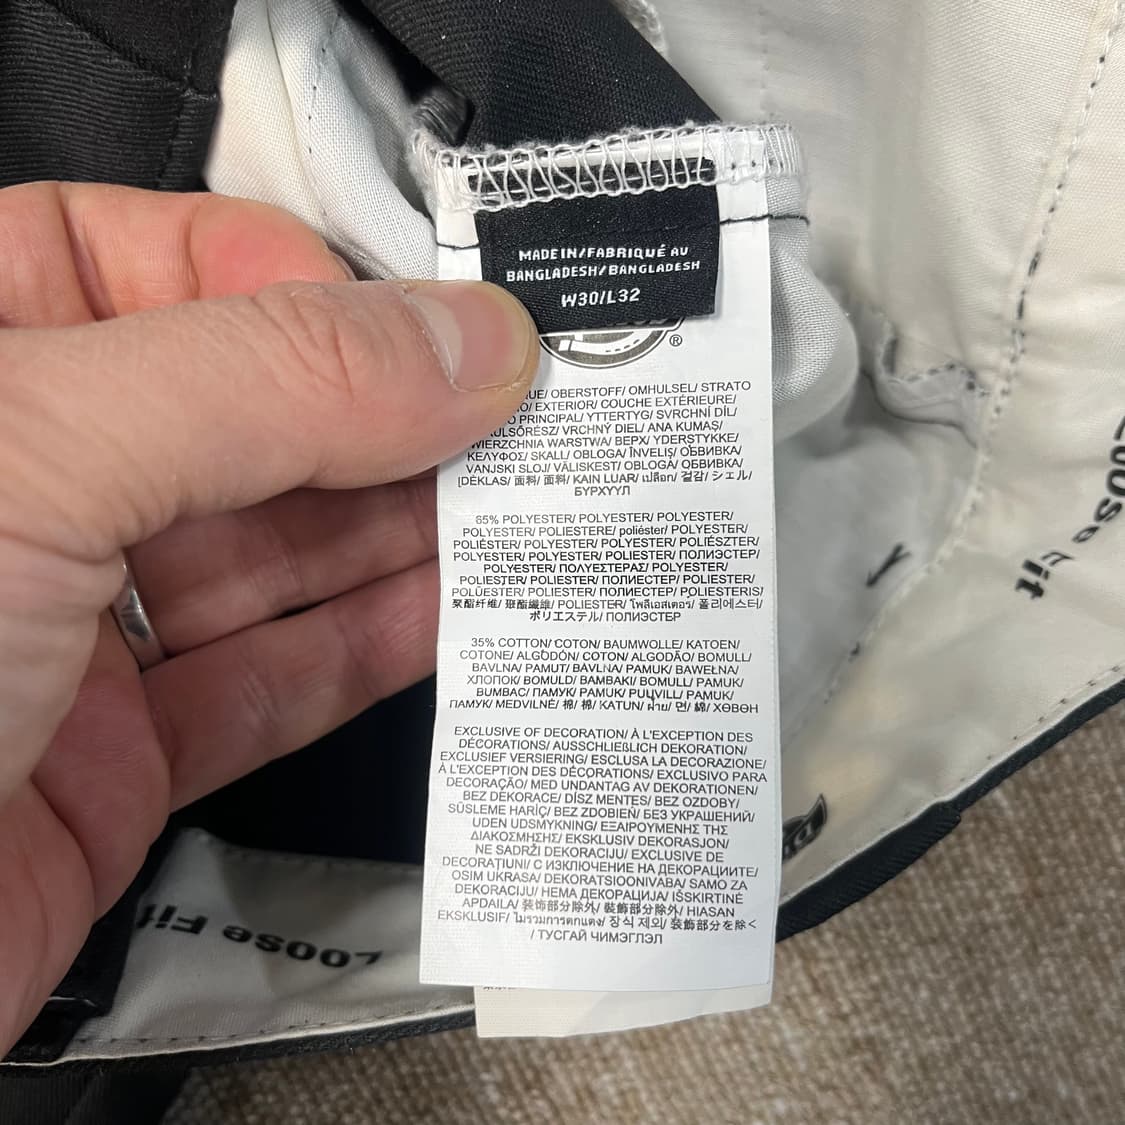 MADE IN/FABRIQUÉ AU
BANGLADESH/BANGLADESH
W30/L32
®
OBERSTOFF/ OMHULSEL/ STRATO
EXTERIOR/ COUCHE EXTÉRIEURE/
PRINCIPAL/ YTTERTYG/ SVRCHNÍ DÍL/
VRCHNÝ DIEL/ ANA KUMAŞ/
WARSTWA/ ВЕРХ/ YDERSTYKKE/
ΚΕΛΥΦΟΣ/ SKALL/ OBLOGA/ ÎNVELIŞ/ ОБВИВКА/
VANJSKI SLOJ/ VÄLISKEST/ OBLOGA/ ОБВИВКА/
DĖKLAS/ 面料/ 面料/ KAIN LUAR/ เปลือก/ 겉감/ シェル/
БҮРХҮҮЛ
65% POLYESTER/ POLYESTER/ POLYESTER/
POLYESTER/ POLIESTERE/ poliéster/ POLYESTER/
POLIÉSTER/ POLYESTER/ POLYESTER/ POLIÉSZTER/
POLYESTER/ POLYESTER/ POLIESTER/ ПОЛИЭСТЕР/
POLYESTER/ ΠΟΛΥΕΣΤΕΡΑΣ/ POLYESTER/
POLIESTER/ POLIESTER/ ПОЛИЕСТЕР/ POLIESTER/
POLÜESTER/ POLIESTER/ ПОЛИЕСТЕР/ POLIESTERIS/
聚酯纤维/ 聚酯纖維/ POLIESTER/ โพลีเอสเตอร/ 폴리에스터/
ポリエステル/ ПОЛИЭСТЕР
35% COTTON/ COTON/ BAUMWOLLE/ KATOEN/
COTONE/ ALGODÓN/ COTON/ ALGODÃO/ BOMULL/
BAVLNA/ PAMUT/ BAVLNA/ PAMUK/ BAWEŁNA/
ХЛОПОК/ BOMULD/ BAMBAKI/ BOMULL/ PAMUK/
BUMBAC/ ПАМУК/ PAMUK/ PUUVILL/ PAMUK/
ПАМУК/ MEDVILNĖ/ 棉/ 棉/ KATUN/ ฝ้าย/ 면/ 綿/ ХӨВӨН
EXCLUSIVE OF DECORATION/ À L'EXCEPTION DES
DÉCORATIONS/ AUSSCHLIEßLICH DEKORATION/
EXCLUSIEF VERSIERING/ ESCLUSA LA DECORAZIONE/
À L'EXCEPTION DES DÉCORATIONS/ EXCLUSIVO PARA
DECORAÇÃO/ MED UNDANTAG AV DEKORATIONEN/
BEZ DEKORACE/ DÍSZ MENTES/ BEZ OZDOBY/
SÜSLEME HARİÇ/ BEZ ZDOBIEŃ/ БЕЗ УКРАШЕНИЙ/
UDEN UDSMYKNING/ ΕΞΑΙΡΟΥΜΕΝΗΣ ΤΗΣ
ΔΙΑΚΟΣΜΗΣΗΣ/ EKSKLUSIV DEKORASJON/
NE SADRŽI DEKORACIJU/ EXCLUSIVE DE
DECORAŢIUNI/ С ИЗКЛЮЧЕНИЕ НА ДЕКОРАЦИИТЕ/
OSIM UKRASA/ DEKORATSIOONIVABA/ SAMO ZA
DEKORACIJU/ НЕМА ДЕКОРАЦИЈА/ IŠSKIRTINĖ
APDAILA/ 装饰部分除外/ 裝飾部分除外/ HIASAN
EKSKLUSIF/ ไม่รวมการตกแต่ง/ 장식 제외/ 装飾部分を除く
/ ТУСГАЙ ЧИМЭГЛЭЛ
Loose Fit
Loose Fit